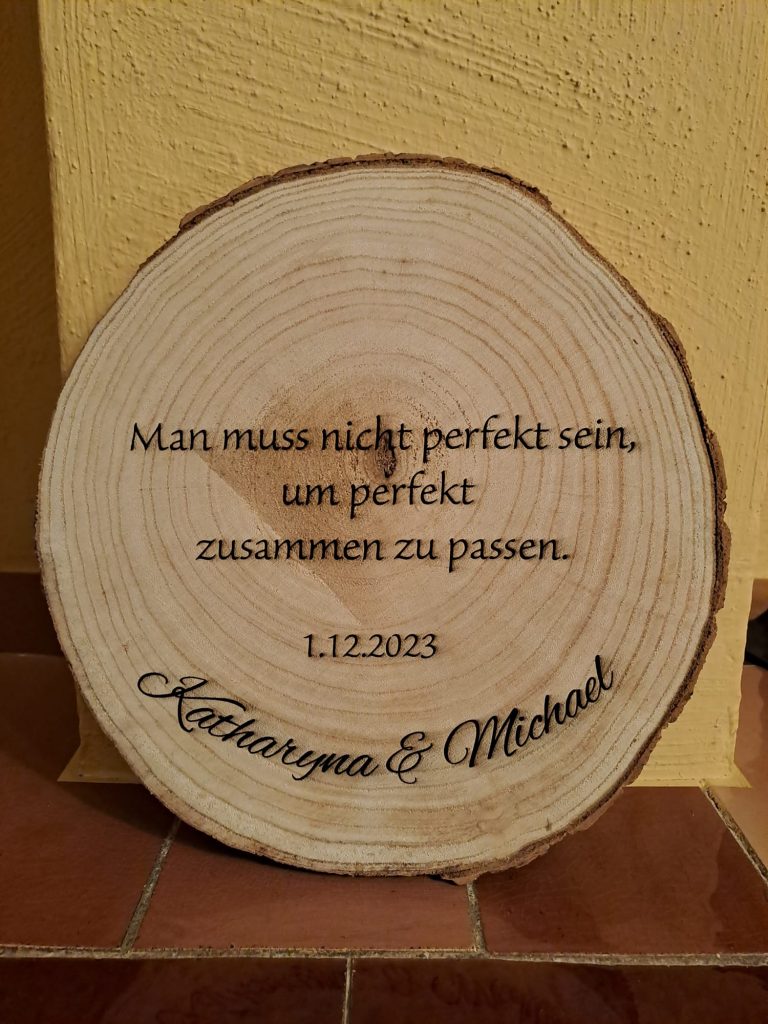 Man muss nicht perfekt sein,
um perfekt
zusammen zu passen.
1.12.2023
Katharyna & Michael